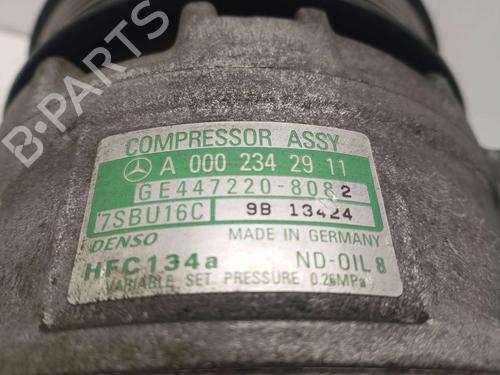 B-PARTS
COMPRESSOR ASSY
A 000 234 29 11
GE447220-8082
7SBU16C 9B 13424
DENSO MADE IN GERMANY
HFC134a ND-OIL 8
VARIABLE SET. PRESSURE 0.26MPa